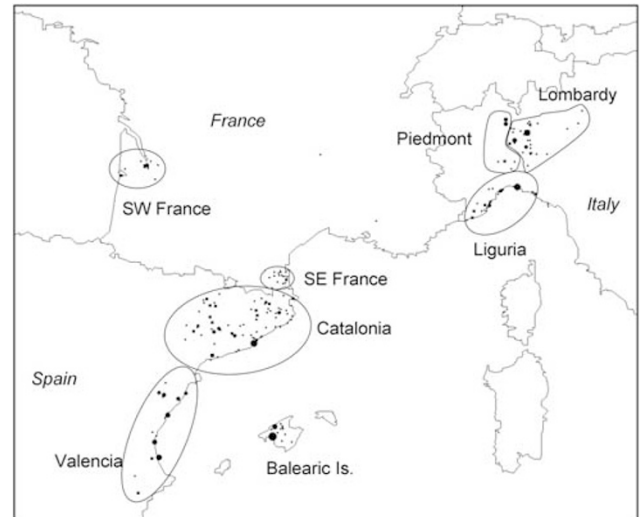 Lombardy
France
Piedmont
SW France
Italy
Liguria
SE France
Catalonia
Spain
Valencia
Balearic Is.